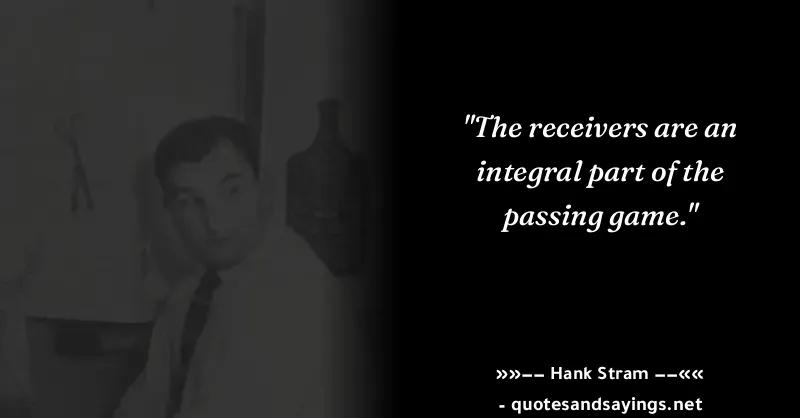 "The receivers are an
integral part of the
passing game."
»»–– Hank Stram ––««
- quotesandsayings.net